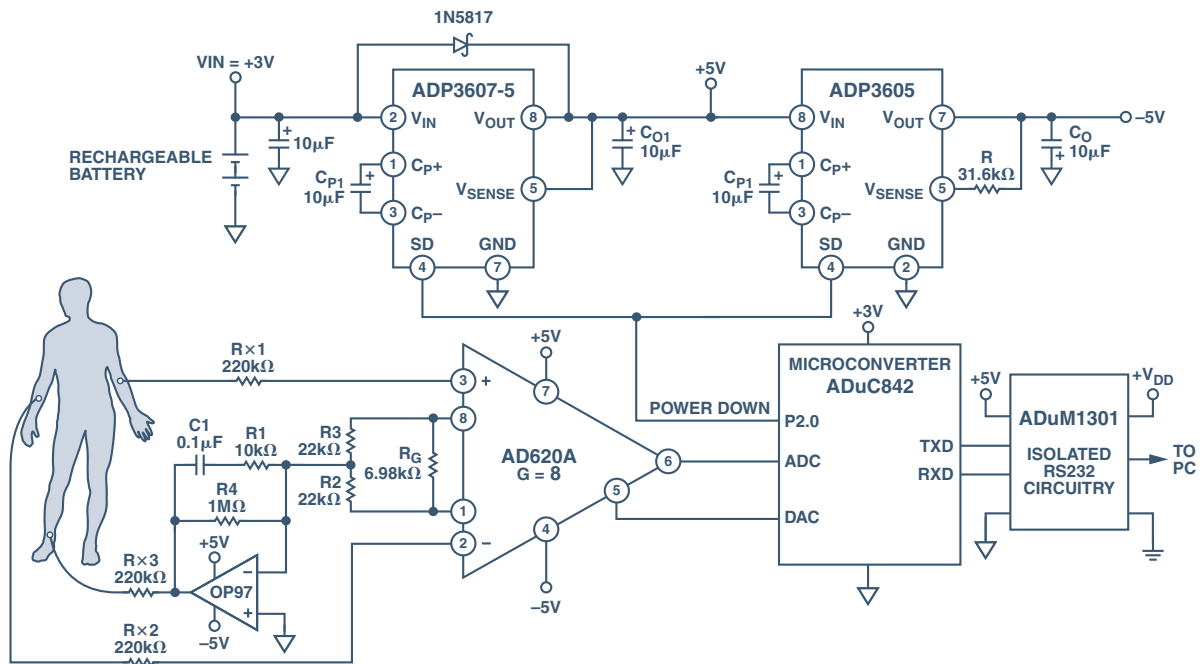 1N5817
VIN = +3V
ADP3607-5
+5V
ADP3605
2
VIN
VOUT
8
8
VIN
VOUT
7
–5V
+
10µF
+
CO1
10µF
CO
10µF
+
RECHARGEABLE
BATTERY
1
CP+
CP1
10µF
+
VSENSE
5
3
CP–
1
CP+
CP1
10µF
+
VSENSE
5
R
31.6kΩ
3
CP–
SD
GND
4
7
SD
GND
4
2
+3V
R×1
220kΩ
+5V
3
+
7
MICROCONVERTER
ADuC842
POWER DOWN
P2.0
+5V
+VDD
ADuM1301
ISOLATED
RS232
CIRCUITRY
TO
PC
TXD
RXD
C1
0.1µF
R1
10kΩ
R3
22kΩ
R2
22kΩ
8
RG
6.98kΩ
AD620A
G = 8
6
ADC
5
DAC
R4
1MΩ
1
2
–
4
–5V
+5V
–
OP97
+
–5V
R×3
220kΩ
R×2
220kΩ